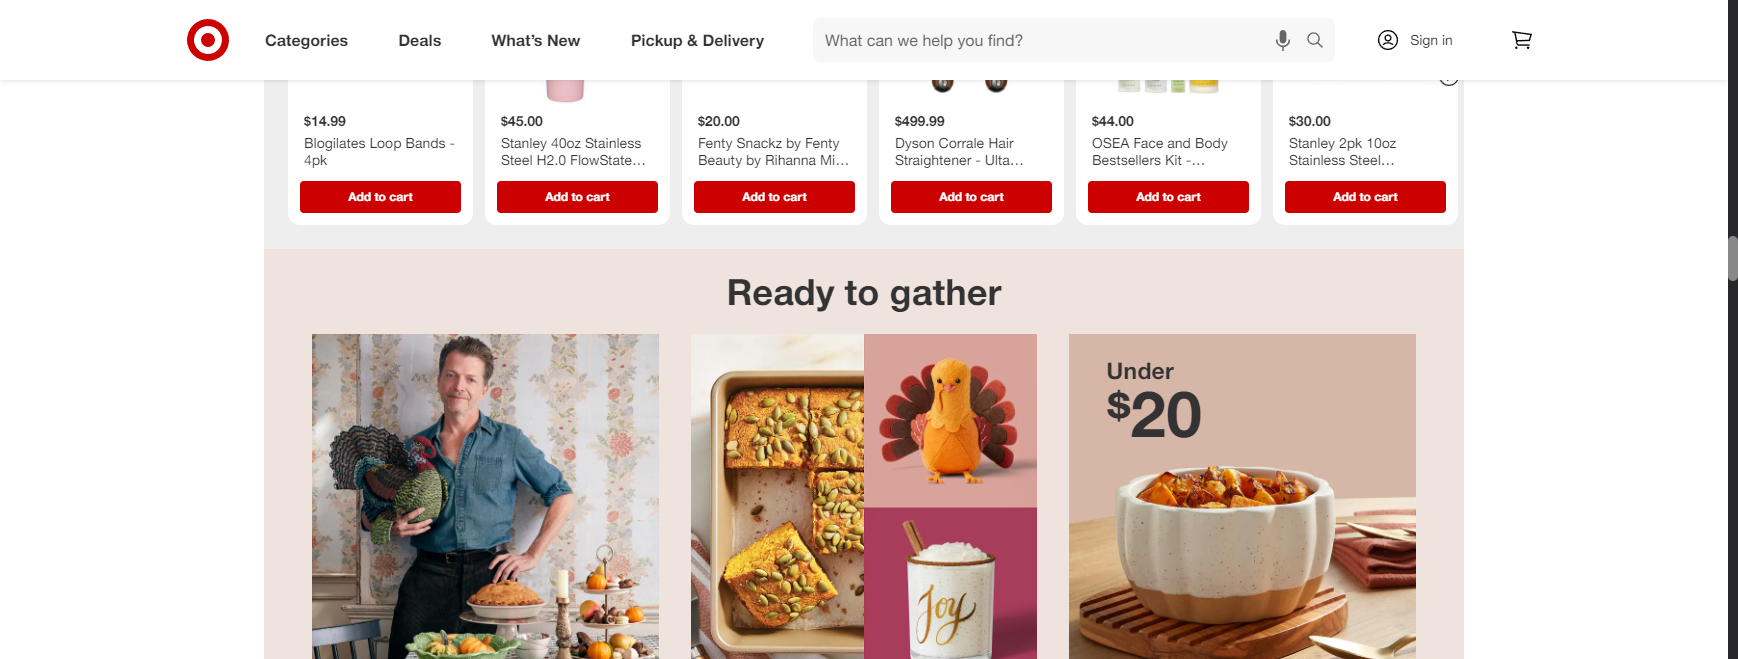 Categories
Deals
What's New
Pickup & Delivery
What can we help you find?
Sign in
$14.99
Blogilates Loop Bands -
4pk
Add to cart
$45.00
Stanley 40oz Stainless
Steel H2.0 FlowState...
Add to cart
$20.00
Fenty Snackz by Fenty
Beauty by Rihanna Mi...
Add to cart
$499.99
Dyson Corrale Hair
Straightener - Ulta...
Add to cart
$44.00
OSEA Face and Body
Bestsellers Kit -...
Add to cart
$30.00
Stanley 2pk 10oz
Stainless Steel...
Add to cart
Ready to gather
Joy
Under
$20